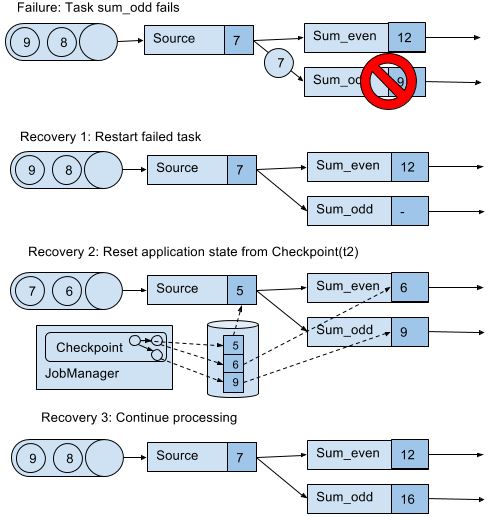 Failure: Task sum_odd fails
9 8 Source 7 Sum_even 12
7
Sum_od 9
Recovery 1: Restart failed task
9 8 Source 7 Sum_even 12
Sum_odd -
Recovery 2: Reset application state from Checkpoint(t2)
7 6 Source 5 Sum_even 6
Sum_odd 9
Checkpoint 5
6
JobManager 9
Recovery 3: Continue processing
9 8 Source 7 Sum_even 12
Sum_odd 16